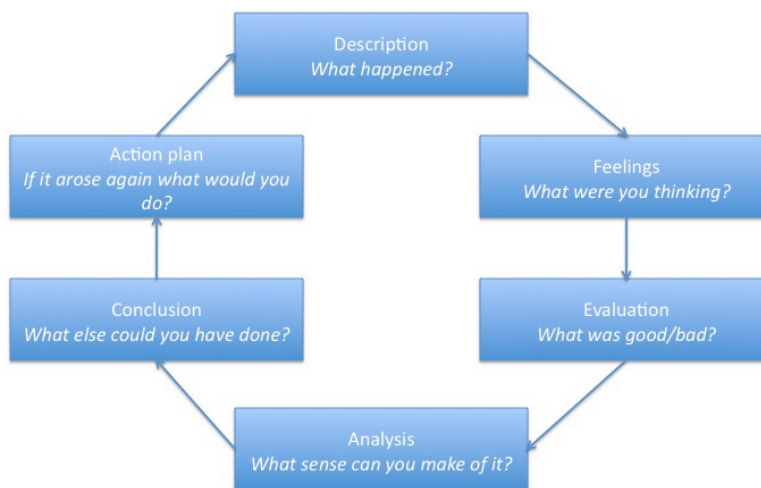 Description
What happened?
Feelings
What were you thinking?
Evaluation
What was good/bad?
Analysis
What sense can you make of it?
Conclusion
What else could you have done?
Action plan
If it arose again what would you
do?